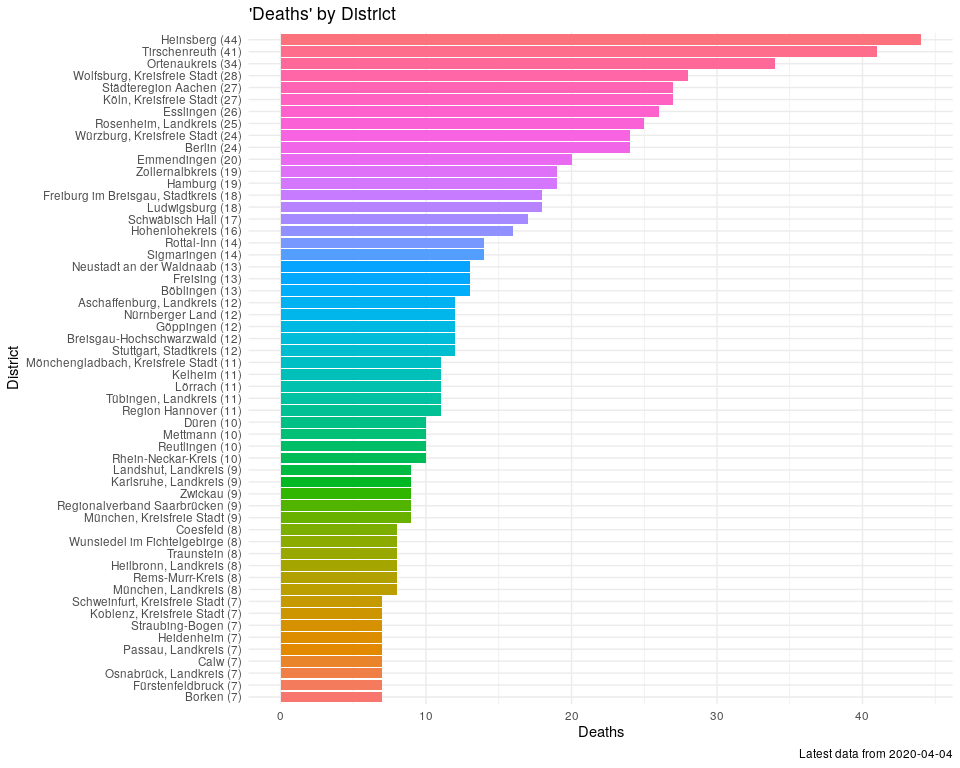 'Deaths' by District
Heinsberg (44)
Tirschenreuth (41)
Ortenaukreis (34)
Wolfsburg, Kreisfreie Stadt (28)
Städteregion Aachen (27)
Köln, Kreisfreie Stadt (27)
Esslingen (26)
Rosenheim, Landkreis (25)
Würzburg, Kreisfreie Stadt (24)
Berlin (24)
Emmendingen (20)
Zollernalbkreis (19)
Hamburg (19)
Freiburg im Breisgau, Stadtkreis (18)
Ludwigsburg (18)
Schwäbisch Hall (17)
Hohenlohekreis (16)
Rottal-Inn (14)
Sigmaringen (14)
Neustadt an der Waldnaab (13)
Freising (13)
Böblingen (13)
Aschaffenburg, Landkreis (12)
Nürnberger Land (12)
Göppingen (12)
Breisgau-Hochschwarzwald (12)
Stuttgart, Stadtkreis (12)
Mönchengladbach, Kreisfreie Stadt (11)
Kelheim (11)
Lörrach (11)
Tübingen, Landkreis (11)
Region Hannover (11)
Düren (10)
Mettmann (10)
Reutlingen (10)
Rhein-Neckar-Kreis (10)
Landshut, Landkreis (9)
Karlsruhe, Landkreis (9)
Zwickau (9)
Regionalverband Saarbrücken (9)
München, Kreisfreie Stadt (9)
Coesfeld (8)
Wunsiedel im Fichtelgebirge (8)
Traunstein (8)
Heilbronn, Landkreis (8)
Rems-Murr-Kreis (8)
München, Landkreis (8)
Schweinfurt, Kreisfreie Stadt (7)
Koblenz, Kreisfreie Stadt (7)
Straubing-Bogen (7)
Heidenheim (7)
Passau, Landkreis (7)
Calw (7)
Osnabrück, Landkreis (7)
Fürstenfeldbruck (7)
Borken (7)
District
0 10 20 30 40
Deaths
Latest data from 2020-04-04